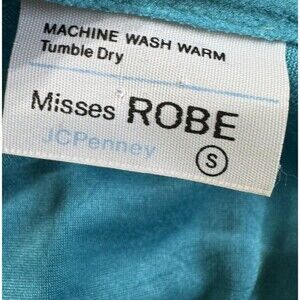 MACHINE WASH WARM
Tumble Dry
Misses ROBE
JCPenney
S